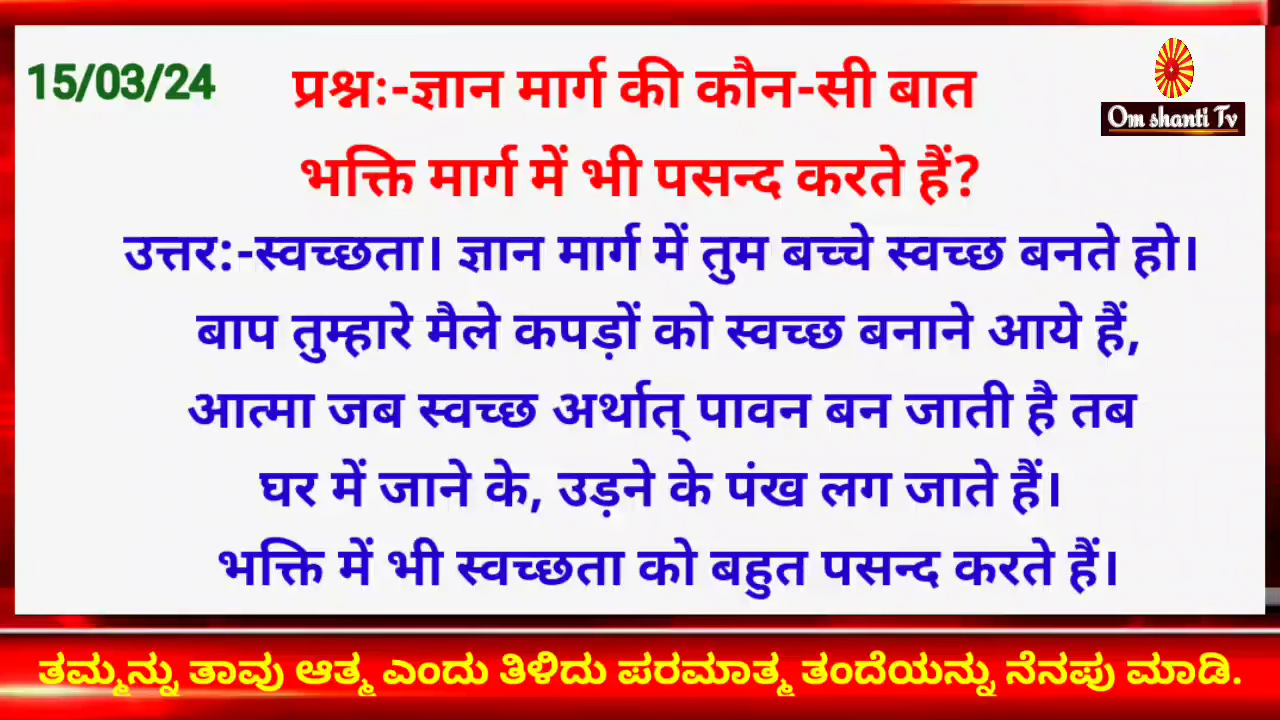 15/03/24
प्रश्नः-ज्ञान मार्ग की कौन-सी बात
Om shanti Tv
भक्ति मार्ग में भी पसन्द करते हैं?
उत्तर:-स्वच्छता। ज्ञान मार्ग में तुम बच्चे स्वच्छ बनते हो।
बाप तुम्हारे मैले कपड़ों को स्वच्छ बनाने आये हैं,
आत्मा जब स्वच्छ अर्थात् पावन बन जाती है तब
घर में जाने के, उड़ने के पंख लग जाते हैं।
भक्ति में भी स्वच्छता को बहुत पसन्द करते हैं।
ತಮ್ಮನ್ನು ತಾವು ಆತ್ಮ ಎಂದು ತಿಳಿದು ಪರಮಾತ್ಮ ತಂದೆಯನ್ನು ನೆನಪು ಮಾಡಿ.